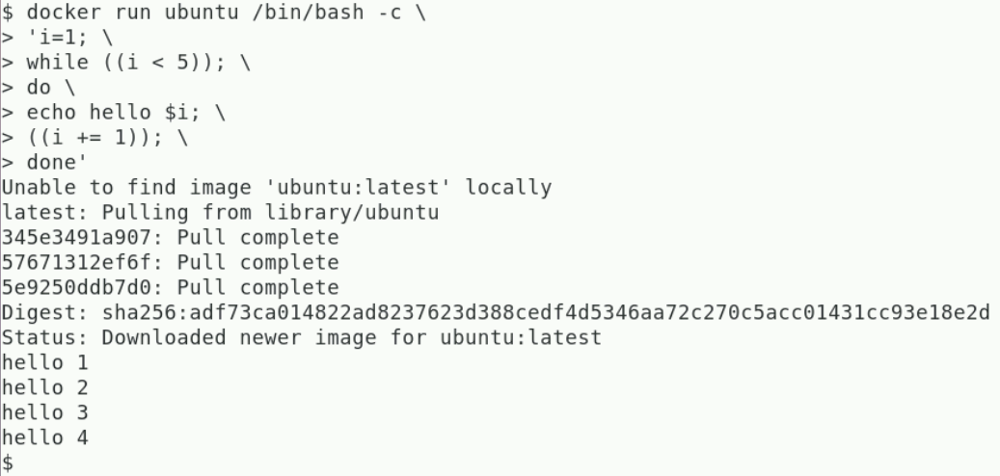 $ docker run ubuntu /bin/bash -c \
> 'i=1; \
> while ((i < 5)); \
> do \
> echo hello $i; \
> ((i += 1)); \
> done'
Unable to find image 'ubuntu:latest' locally
latest: Pulling from library/ubuntu
345e3491a907: Pull complete
57671312ef6f: Pull complete
5e9250ddb7d0: Pull complete
Digest: sha256:adf73ca014822ad8237623d388cedf4d5346aa72c270c5acc01431cc93e18e2d
Status: Downloaded newer image for ubuntu:latest
hello 1
hello 2
hello 3
hello 4
$